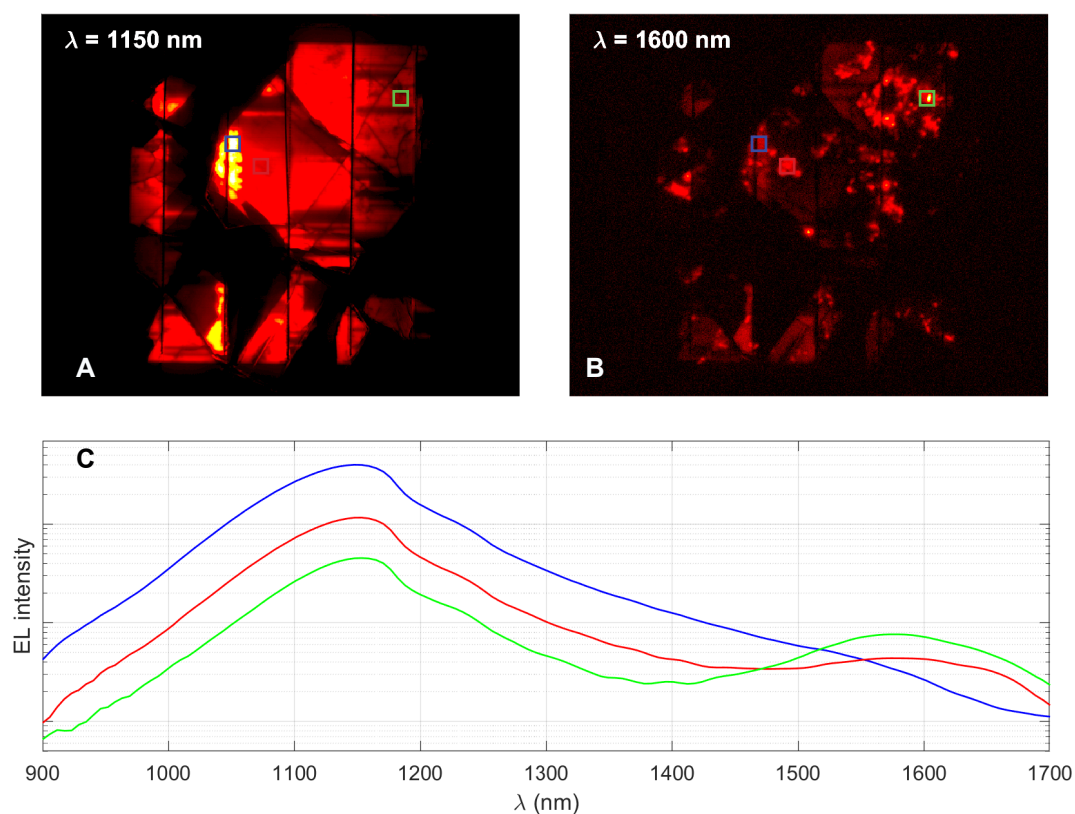 λ = 1150 nm
λ = 1600 nm
A
B
C
EL intensity
900 1000 1100 1200 1300 1400 1500 1600 1700
λ (nm)